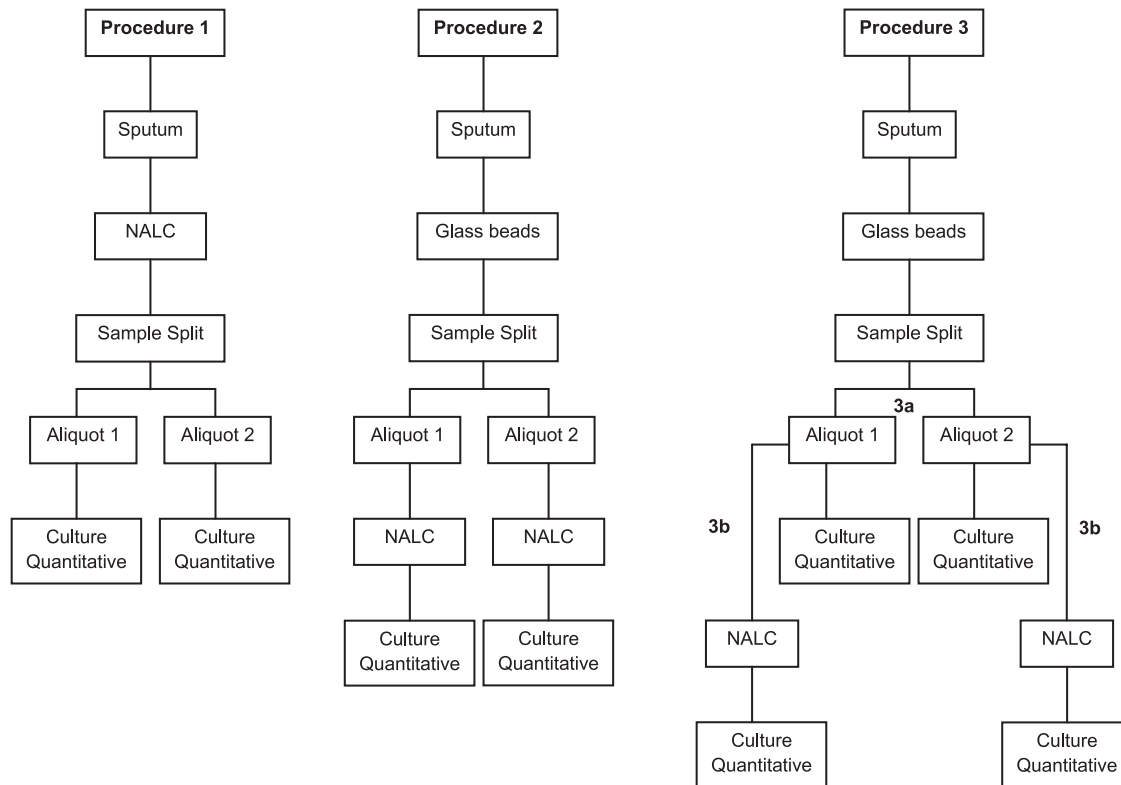 Procedure 1
Sputum
NALC
Sample Split
Aliquot 1
Aliquot 2
Culture
Quantitative
Culture
Quantitative
Procedure 2
Sputum
Glass beads
Sample Split
Aliquot 1
Aliquot 2
NALC
NALC
Culture
Quantitative
Culture
Quantitative
Procedure 3
Sputum
Glass beads
Sample Split
3a
Aliquot 1
Aliquot 2
Culture
Quantitative
Culture
Quantitative
3b
3b
NALC
NALC
Culture
Quantitative
Culture
Quantitative